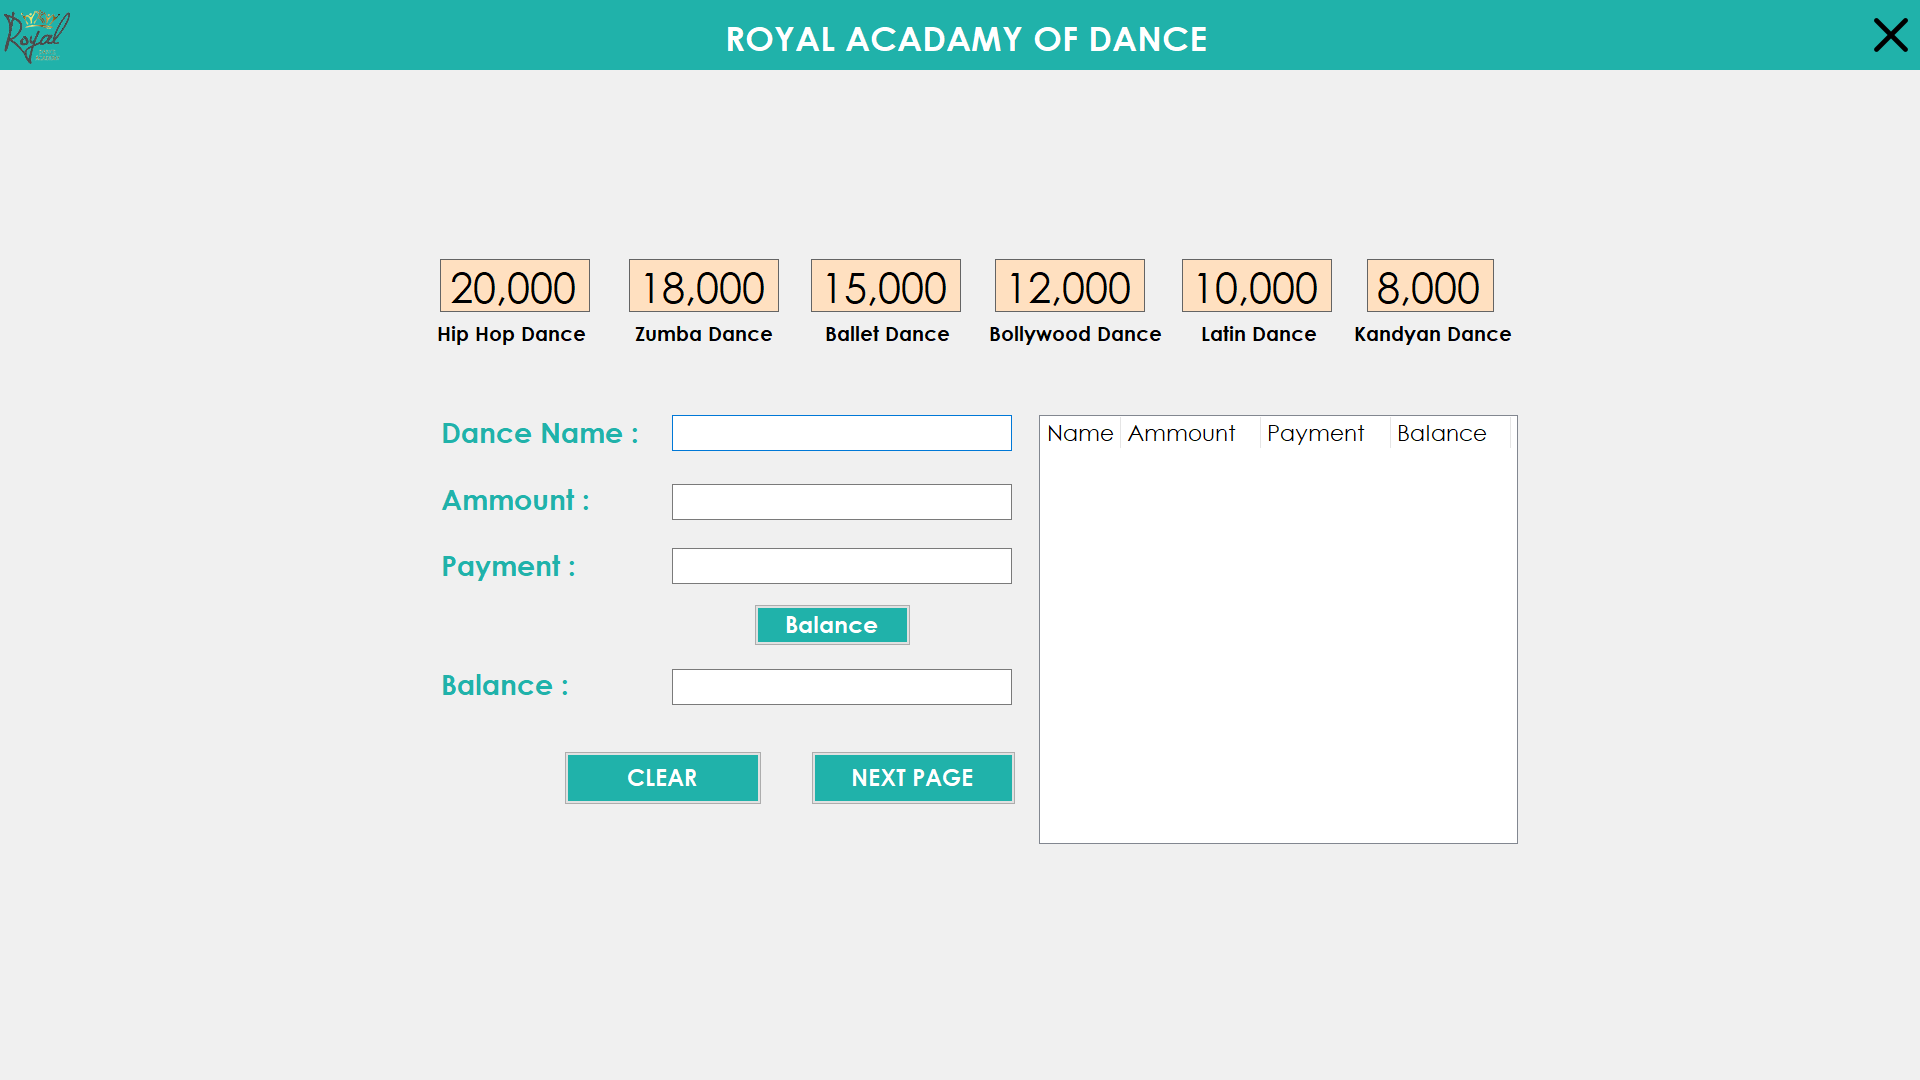 Royal
ROYAL ACADAMY OF DANCE
20,000 18,000 15,000 12,000 10,000 8,000
Hip Hop Dance Zumba Dance Ballet Dance Bollywood Dance Latin Dance Kandyan Dance
Dance Name :
Name Ammount Payment Balance
Ammount :
Payment :
Balance
Balance :
CLEAR NEXT PAGE